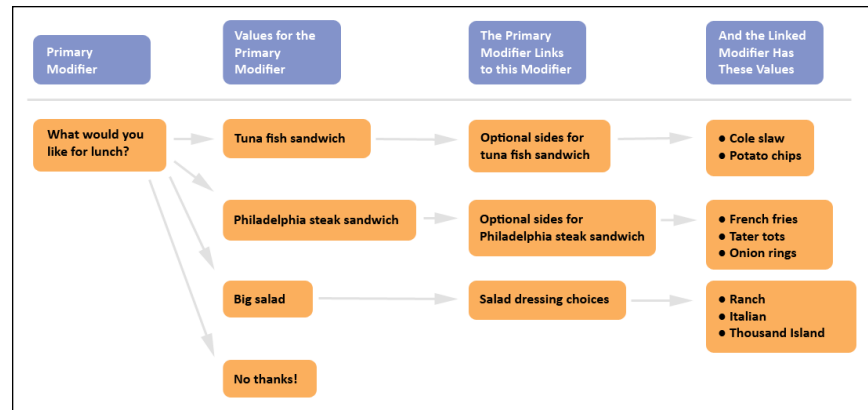 Primary
Modifier
Values for the
Primary
Modifier
The Primary
Modifier Links
to this Modifier
And the Linked
Modifier Has
These Values
What would you
like for lunch?
Tuna fish sandwich
Optional sides for
tuna fish sandwich
● Cole slaw
● Potato chips
Philadelphia steak sandwich
Optional sides for
Philadelphia steak sandwich
● French fries
● Tater tots
● Onion rings
Big salad
Salad dressing choices
● Ranch
● Italian
● Thousand Island
No thanks!